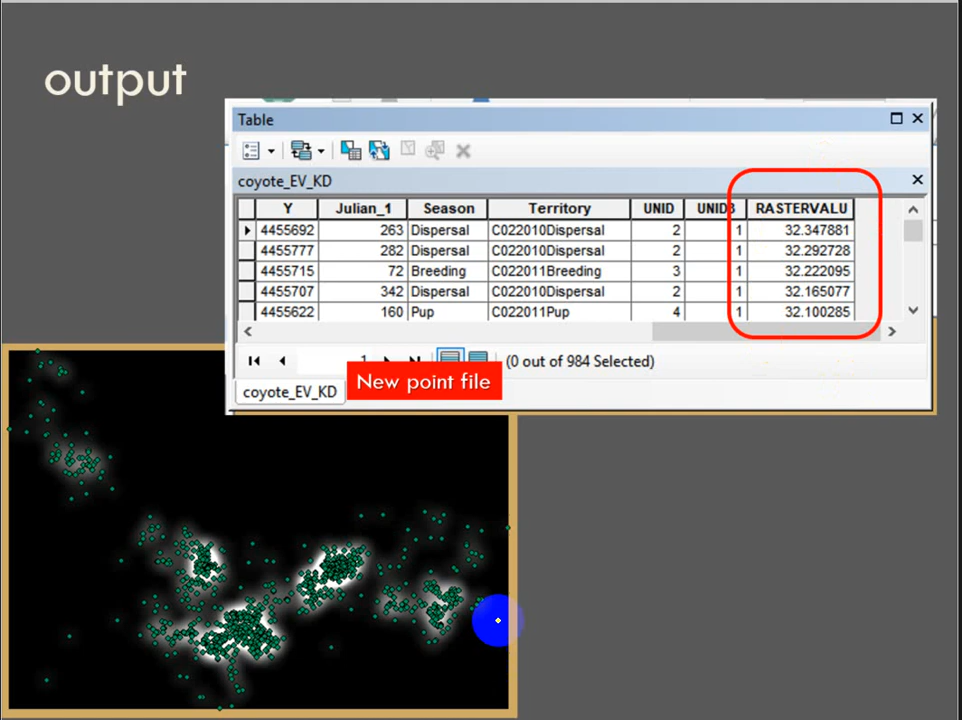 output
Table
coyote_EV_KD
Y Julian_1 Season Territory UNID UNID3 RASTERVALU
4455692 263 Dispersal C022010Dispersal 2 1 32.347881
4455777 282 Dispersal C022010Dispersal 2 1 32.292728
4455715 72 Breeding C022011Breeding 3 1 32.222095
4455707 342 Dispersal C022010Dispersal 2 1 32.165077
4455622 160 Pup C022011Pup 4 1 32.100285
1 (0 out of 984 Selected)
New point file
coyote_EV_KD